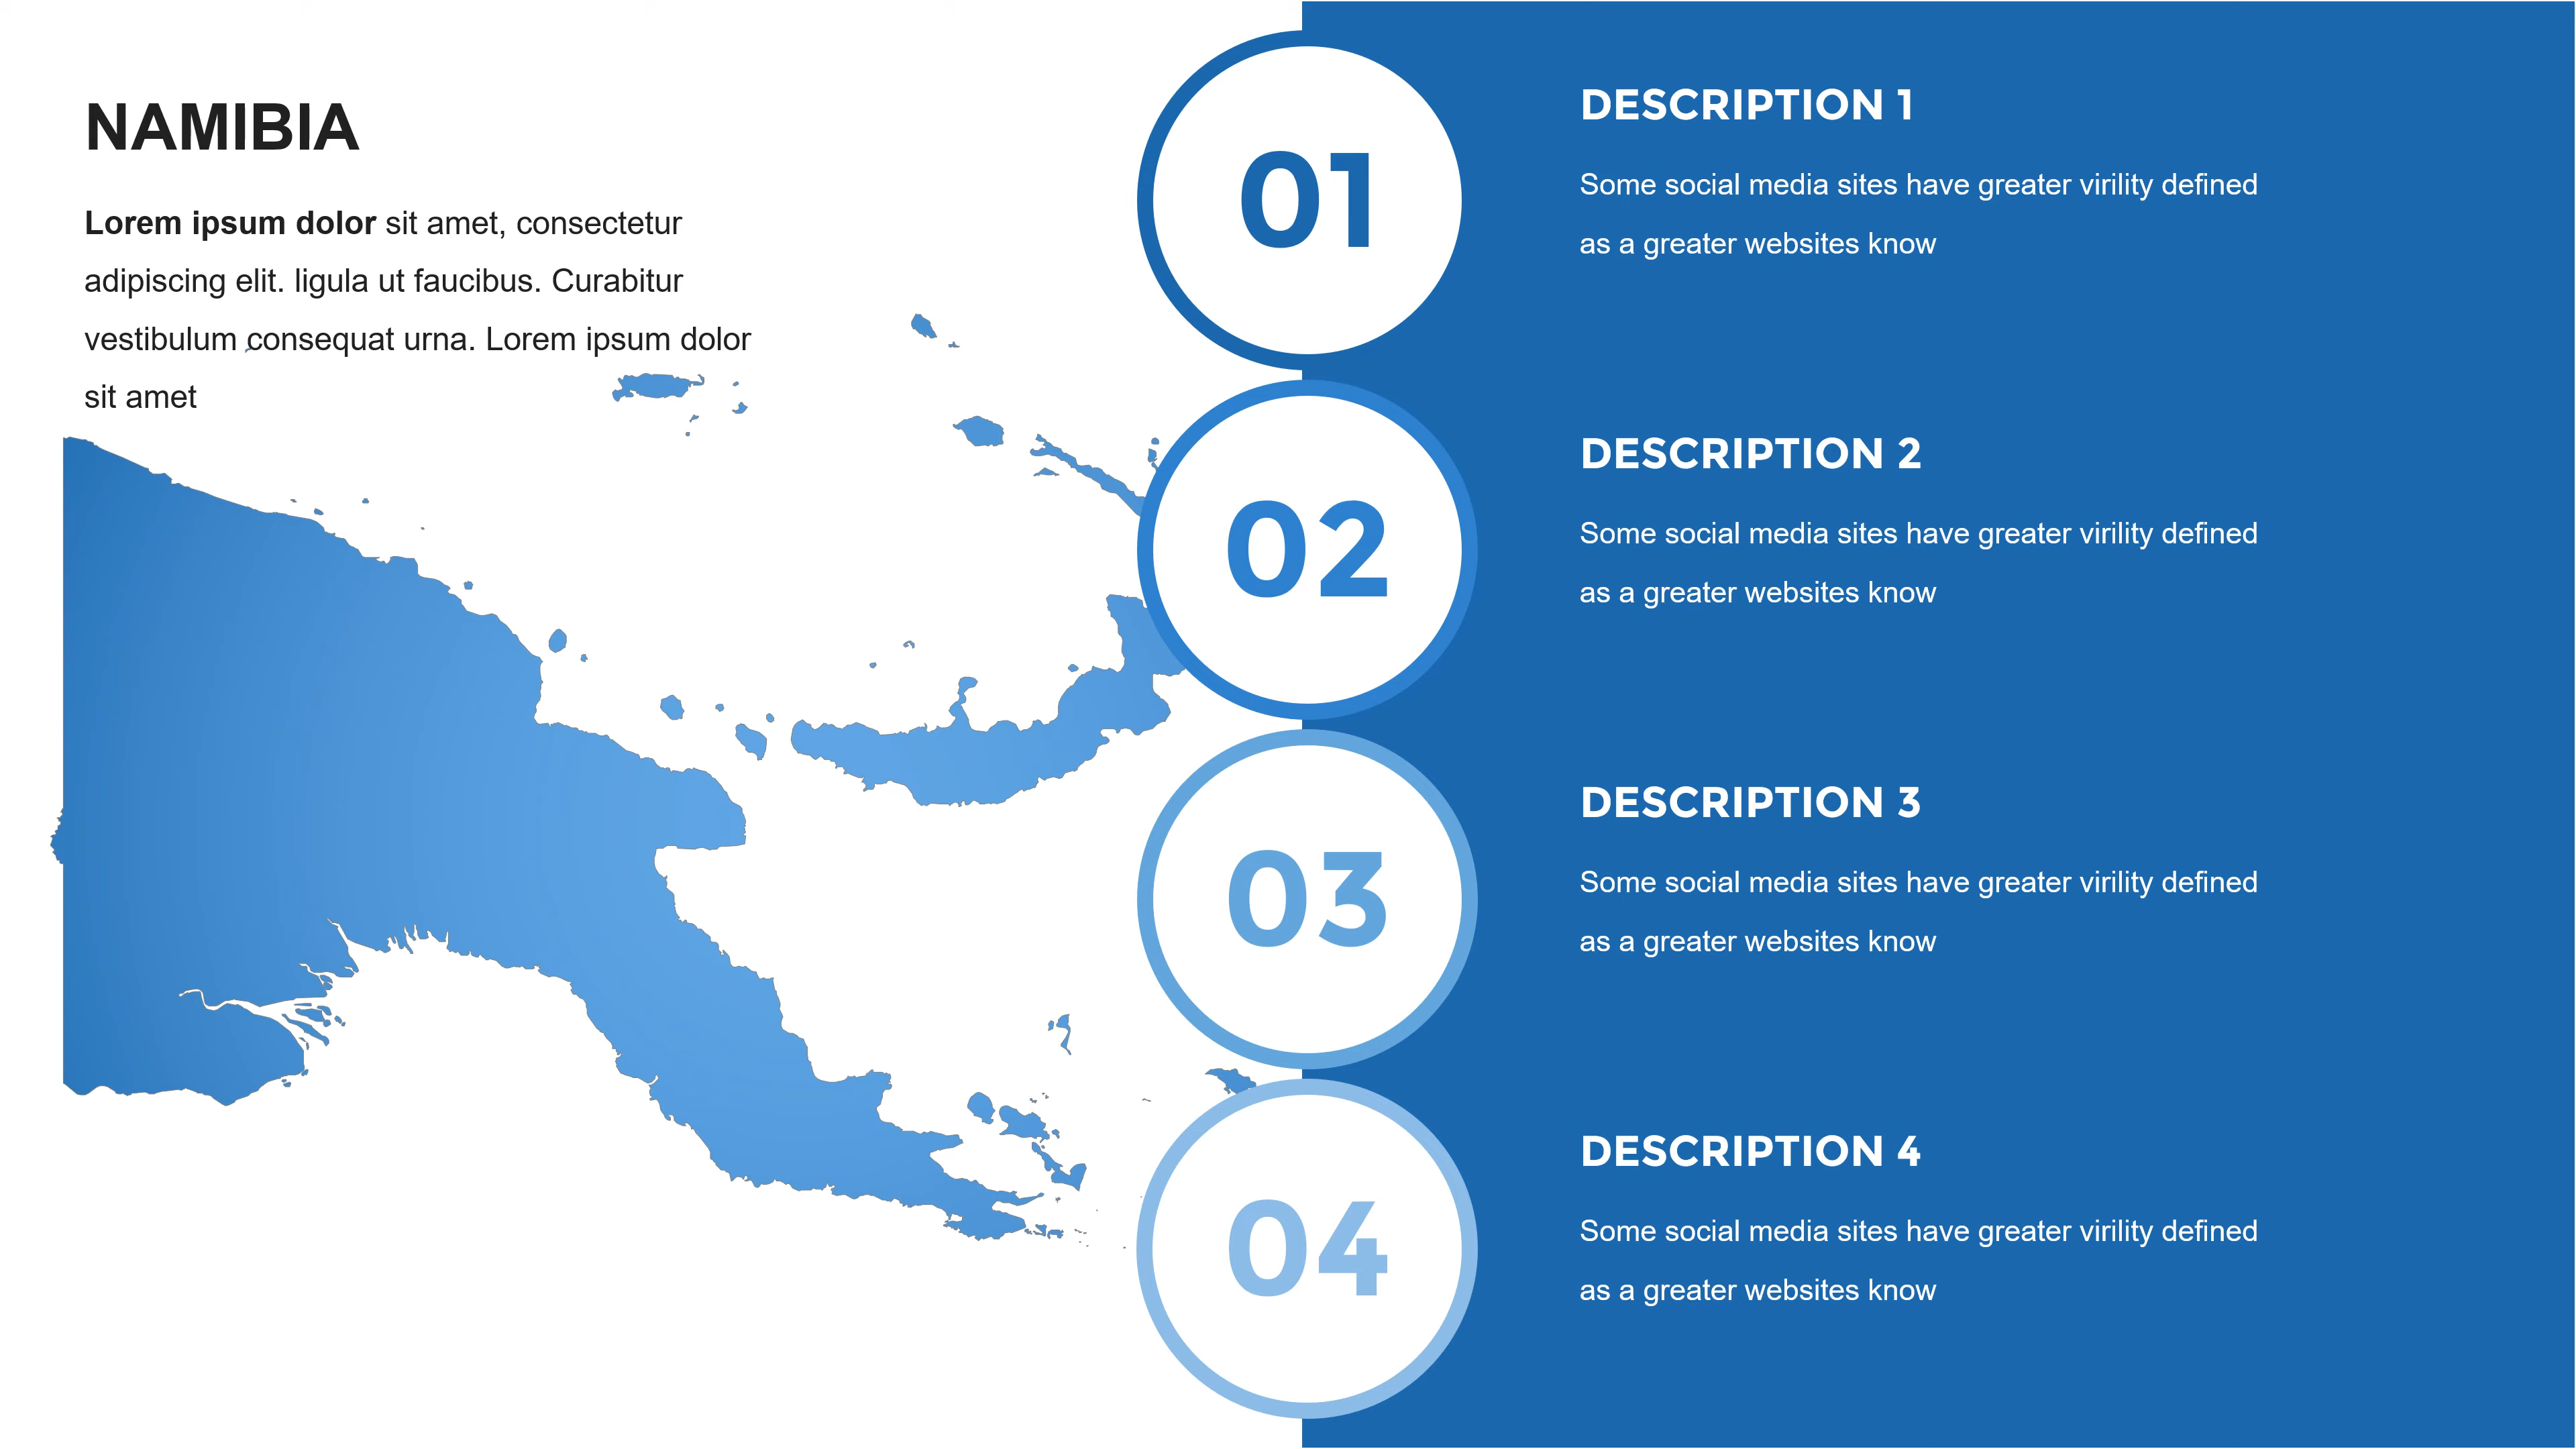 NAMIBIA
Lorem ipsum dolor sit amet, consectetur
adipiscing elit. ligula ut faucibus. Curabitur
vestibulum consequat urna. Lorem ipsum dolor
sit amet
01
DESCRIPTION 1
Some social media sites have greater virility defined
as a greater websites know
02
DESCRIPTION 2
Some social media sites have greater virility defined
as a greater websites know
03
DESCRIPTION 3
Some social media sites have greater virility defined
as a greater websites know
04
DESCRIPTION 4
Some social media sites have greater virility defined
as a greater websites know